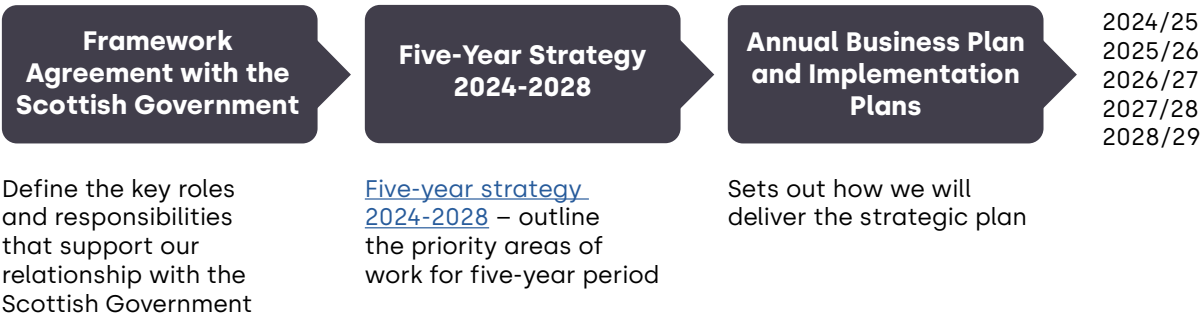 Framework
Agreement with the
Scottish Government
Five-Year Strategy
2024-2028
Annual Business Plan
and Implementation
Plans
2024/25
2025/26
2026/27
2027/28
2028/29
Define the key roles
and responsibilities
that support our
relationship with the
Scottish Government
Five-year strategy
2024-2028 – outline
the priority areas of
work for five-year period
Sets out how we will
deliver the strategic plan